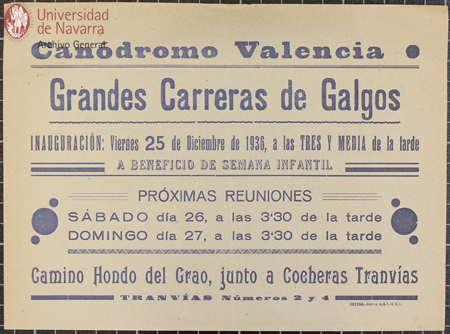 Universidad
de Navarra
Archivo General
Canódromo Valencia
Grandes Carreras de Galgos
INAUGURACIÓN: Viernes 25 de Diciembre de 1936, a las TRES Y MEDIA de la tarde
A BENEFICIO DE SEMANA INFANTIL
PRÓXIMAS REUNIONES
SÁBADO día 26, a las 3'30 de la tarde
DOMINGO día 27, a las 3'30 de la tarde
Camino Hondo del Grao, junto a Cocheras Tranvías
TRANVÍAS Números 2 y 4